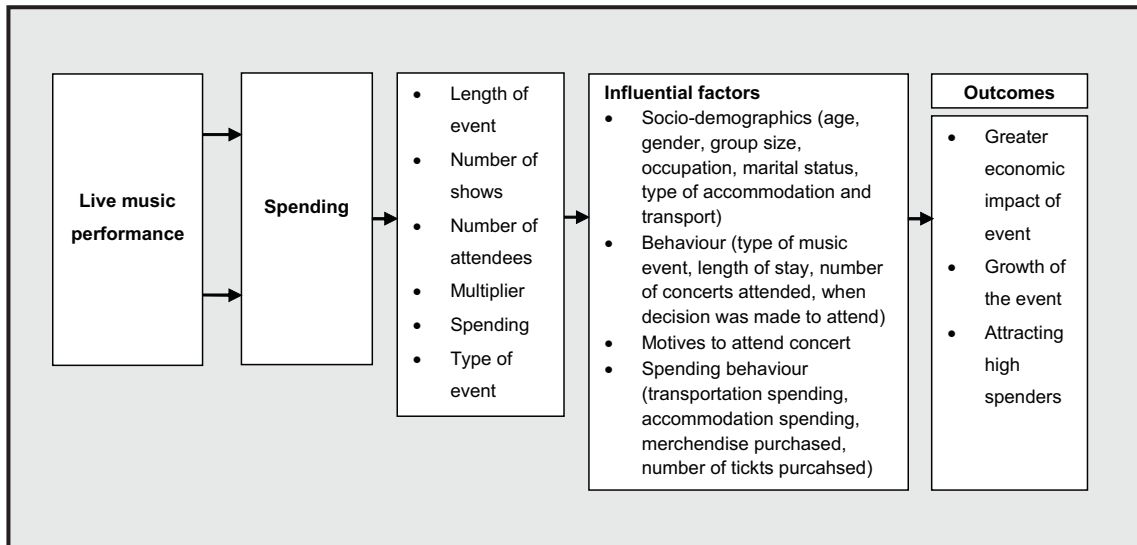 Live music
performance
Spending
• Length of
event
• Number of
shows
• Number of
attendees
• Multiplier
• Spending
• Type of
event
Influential factors
• Socio-demographics (age,
gender, group size,
occupation, marital status,
type of accommodation and
transport)
• Behaviour (type of music
event, length of stay, number
of concerts attended, when
decision was made to attend)
• Motives to attend concert
• Spending behaviour
(transportation spending,
accommodation spending,
merchendise purchased,
number of tickts purcahsed)
Outcomes
• Greater
economic
impact of
event
• Growth of
the event
• Attracting
high
spenders